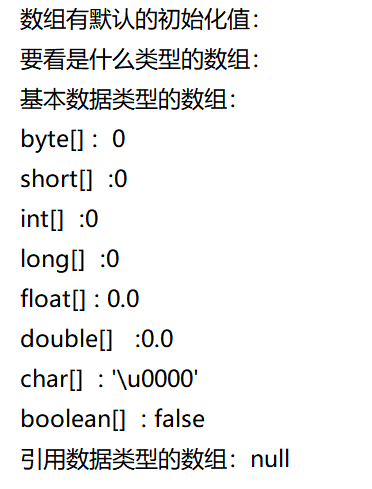 数组有默认的初始化值：
要看是什么类型的数组：
基本数据类型的数组：
byte[] :  0
short[]  :0
int[]  :0
long[]  :0
float[] : 0.0
double[]   :0.0
char[]  : '\u0000'
boolean[]  : false
引用数据类型的数组：null